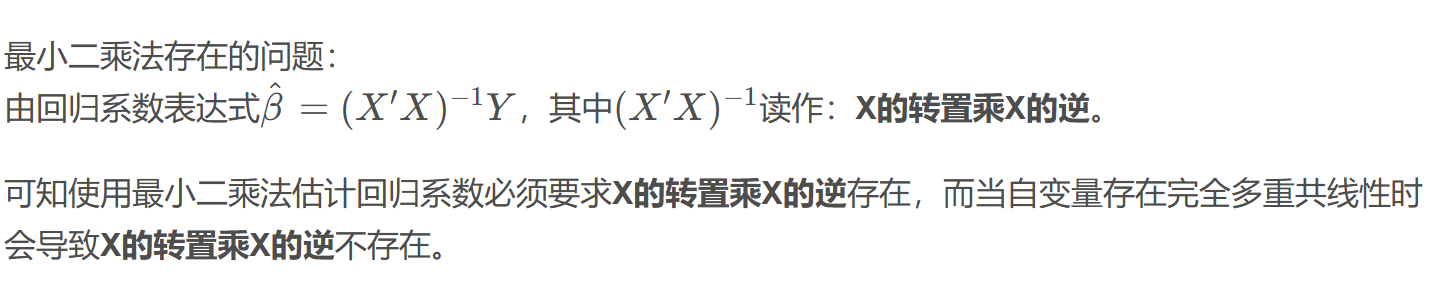 最小二乘法存在的问题：
由回归系数表达式$\hat{\beta} = (X'X)^{-1}Y$，其中$(X'X)^{-1}$读作：X的转置乘X的逆。
可知使用最小二乘法估计回归系数必须要求X的转置乘X的逆存在，而当自变量存在完全多重共线性时
会导致X的转置乘X的逆不存在。